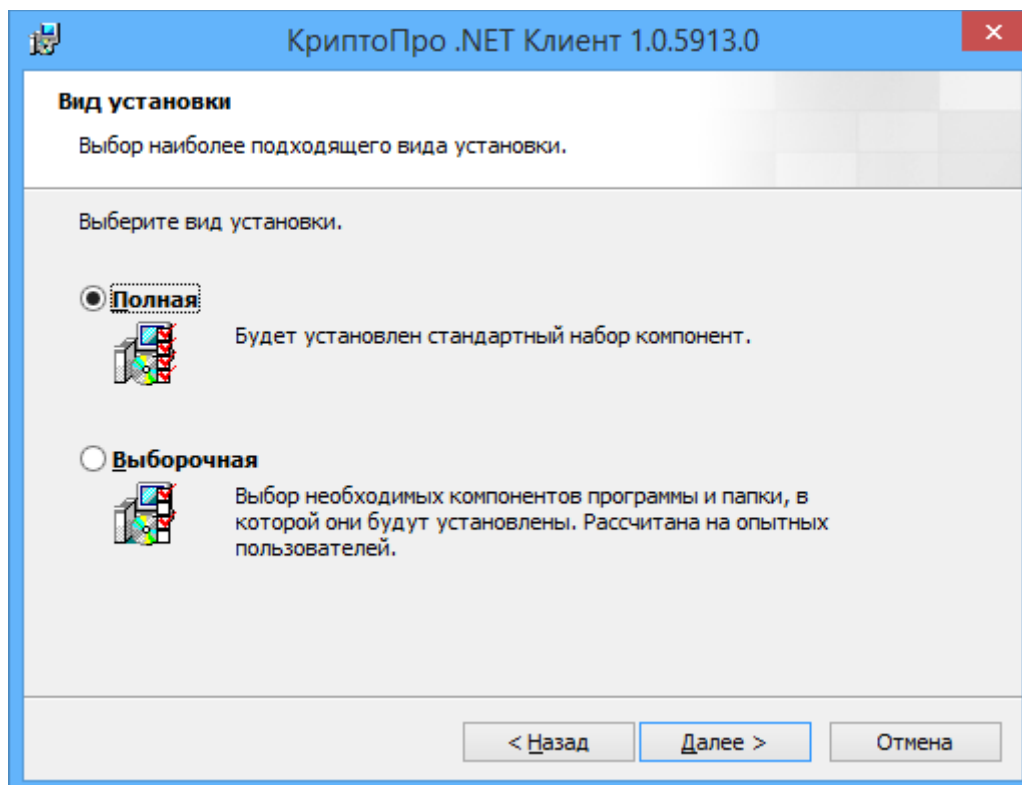 КриптоПро .NET Клиент 1.0.5913.0
Вид установки
Выбор наиболее подходящего вида установки.
Выберите вид установки.
Полная
Будет установлен стандартный набор компонент.
Выборочная
Выбор необходимых компонентов программы и папки, в
которой они будут установлены. Рассчитана на опытных
пользователей.
< Назад
Далее >
Отмена